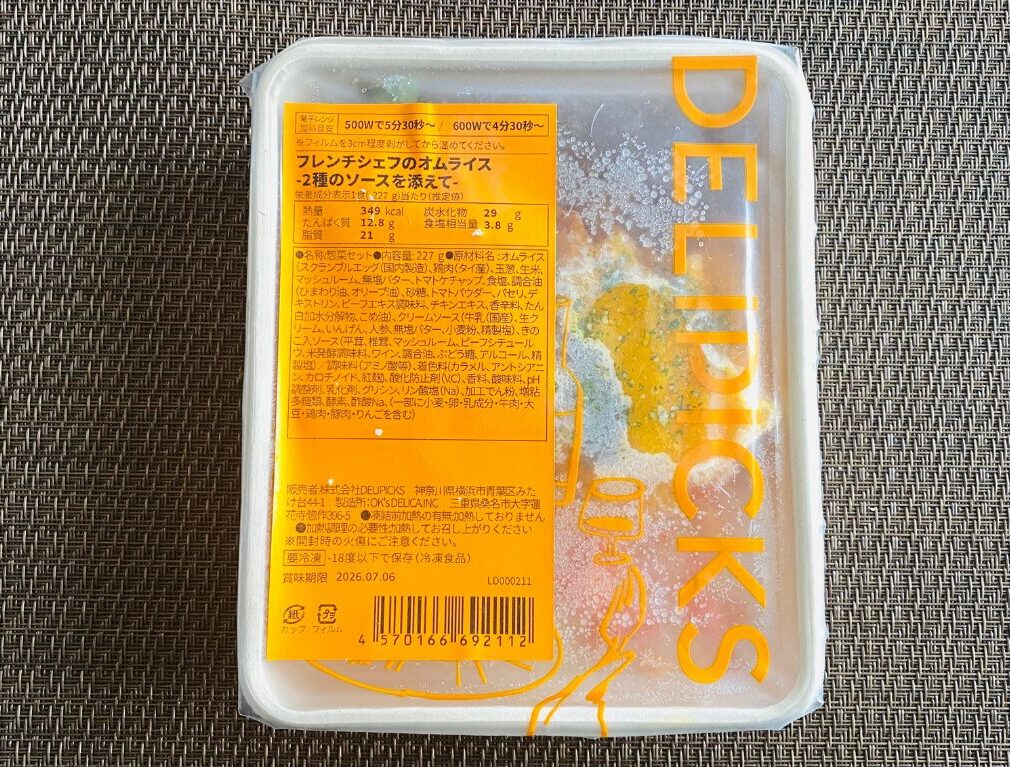 電子レンジ
加熱目安
500Wで5分30秒～ / 600Wで4分30秒～
※フィルムを3cm程度剥がしてから温めてください。
フレンチシェフのオムライス
-2種のソースを添えて-
栄養成分表示1食(227 g)当たり(推定値)
熱量 349 kcal 炭水化物 29 g
たんぱく質 12.8 g 食塩相当量 3.8 g
脂質 21 g
●名称:惣菜セット●内容量:227 g●原材料名:オムライス
(スクランブルエッグ(国内製造)、鶏肉(タイ産)、玉葱、生米、
マッシュルーム、無塩バター、トマトケチャップ、食塩、調合油
(ひまわり油、オリーブ油)、砂糖、トマトパウダー、パセリ、デ
キストリン、ビーフエキス調味料、チキンエキス、香辛料、たん
白加水分解物、こめ油)、クリームソース(牛乳(国産)、生ク
リーム、いんげん、人参、無塩バター、小麦粉、精製塩)、きの
こ入ソース(平茸、椎茸、マッシュルーム、ビーフシチュール
ウ、米発酵調味料、ワイン、調合油、ぶどう糖、アルコール、精
製塩)/調味料(アミノ酸等)、着色料(カラメル、アントシアニ
ン、カロチノイド、紅麹)、酸化防止剤(V.C)、香料、酸味料、pH
調整剤、乳化剤、グリシン、リン酸塩(Na)、加工でん粉、増粘
多糖類、酵素、酢酸Na、(一部に小麦・卵・乳成分・牛肉・大
豆・鶏肉・豚肉・りんごを含む)
販売者:株式会社DELIPICKS 神奈川県横浜市青葉区みた
け台44-1 製造所:OK's DELICA.INC 三重県桑名市大字蓮
花寺惣作396-5 ●凍結前加熱の有無:加熱しておりません
●加熱調理の必要性:加熱してお召し上がりください
※開封時の火傷にご注意ください。
要冷凍 -18度以下で保存(冷凍食品)
賞味期限 2026.07.06 LD000211
紙 プラ
カップ フィルム
4 570166 692112
DELIPICKS